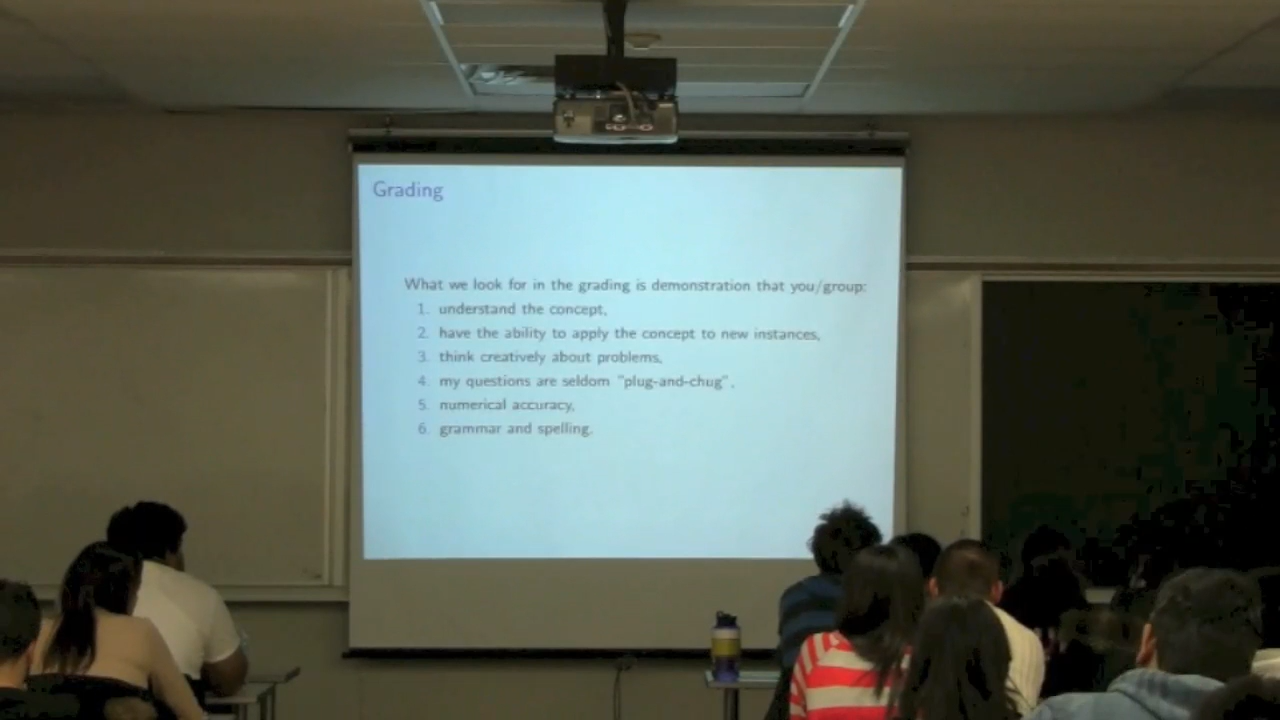 Grading
What we look for in the grading is demonstration that you/group:
1. understand the concept,
2. have the ability to apply the concept to new instances,
3. think creatively about problems,
4. my questions are seldom "plug-and-chug",
5. numerical accuracy,
6. grammar and spelling.